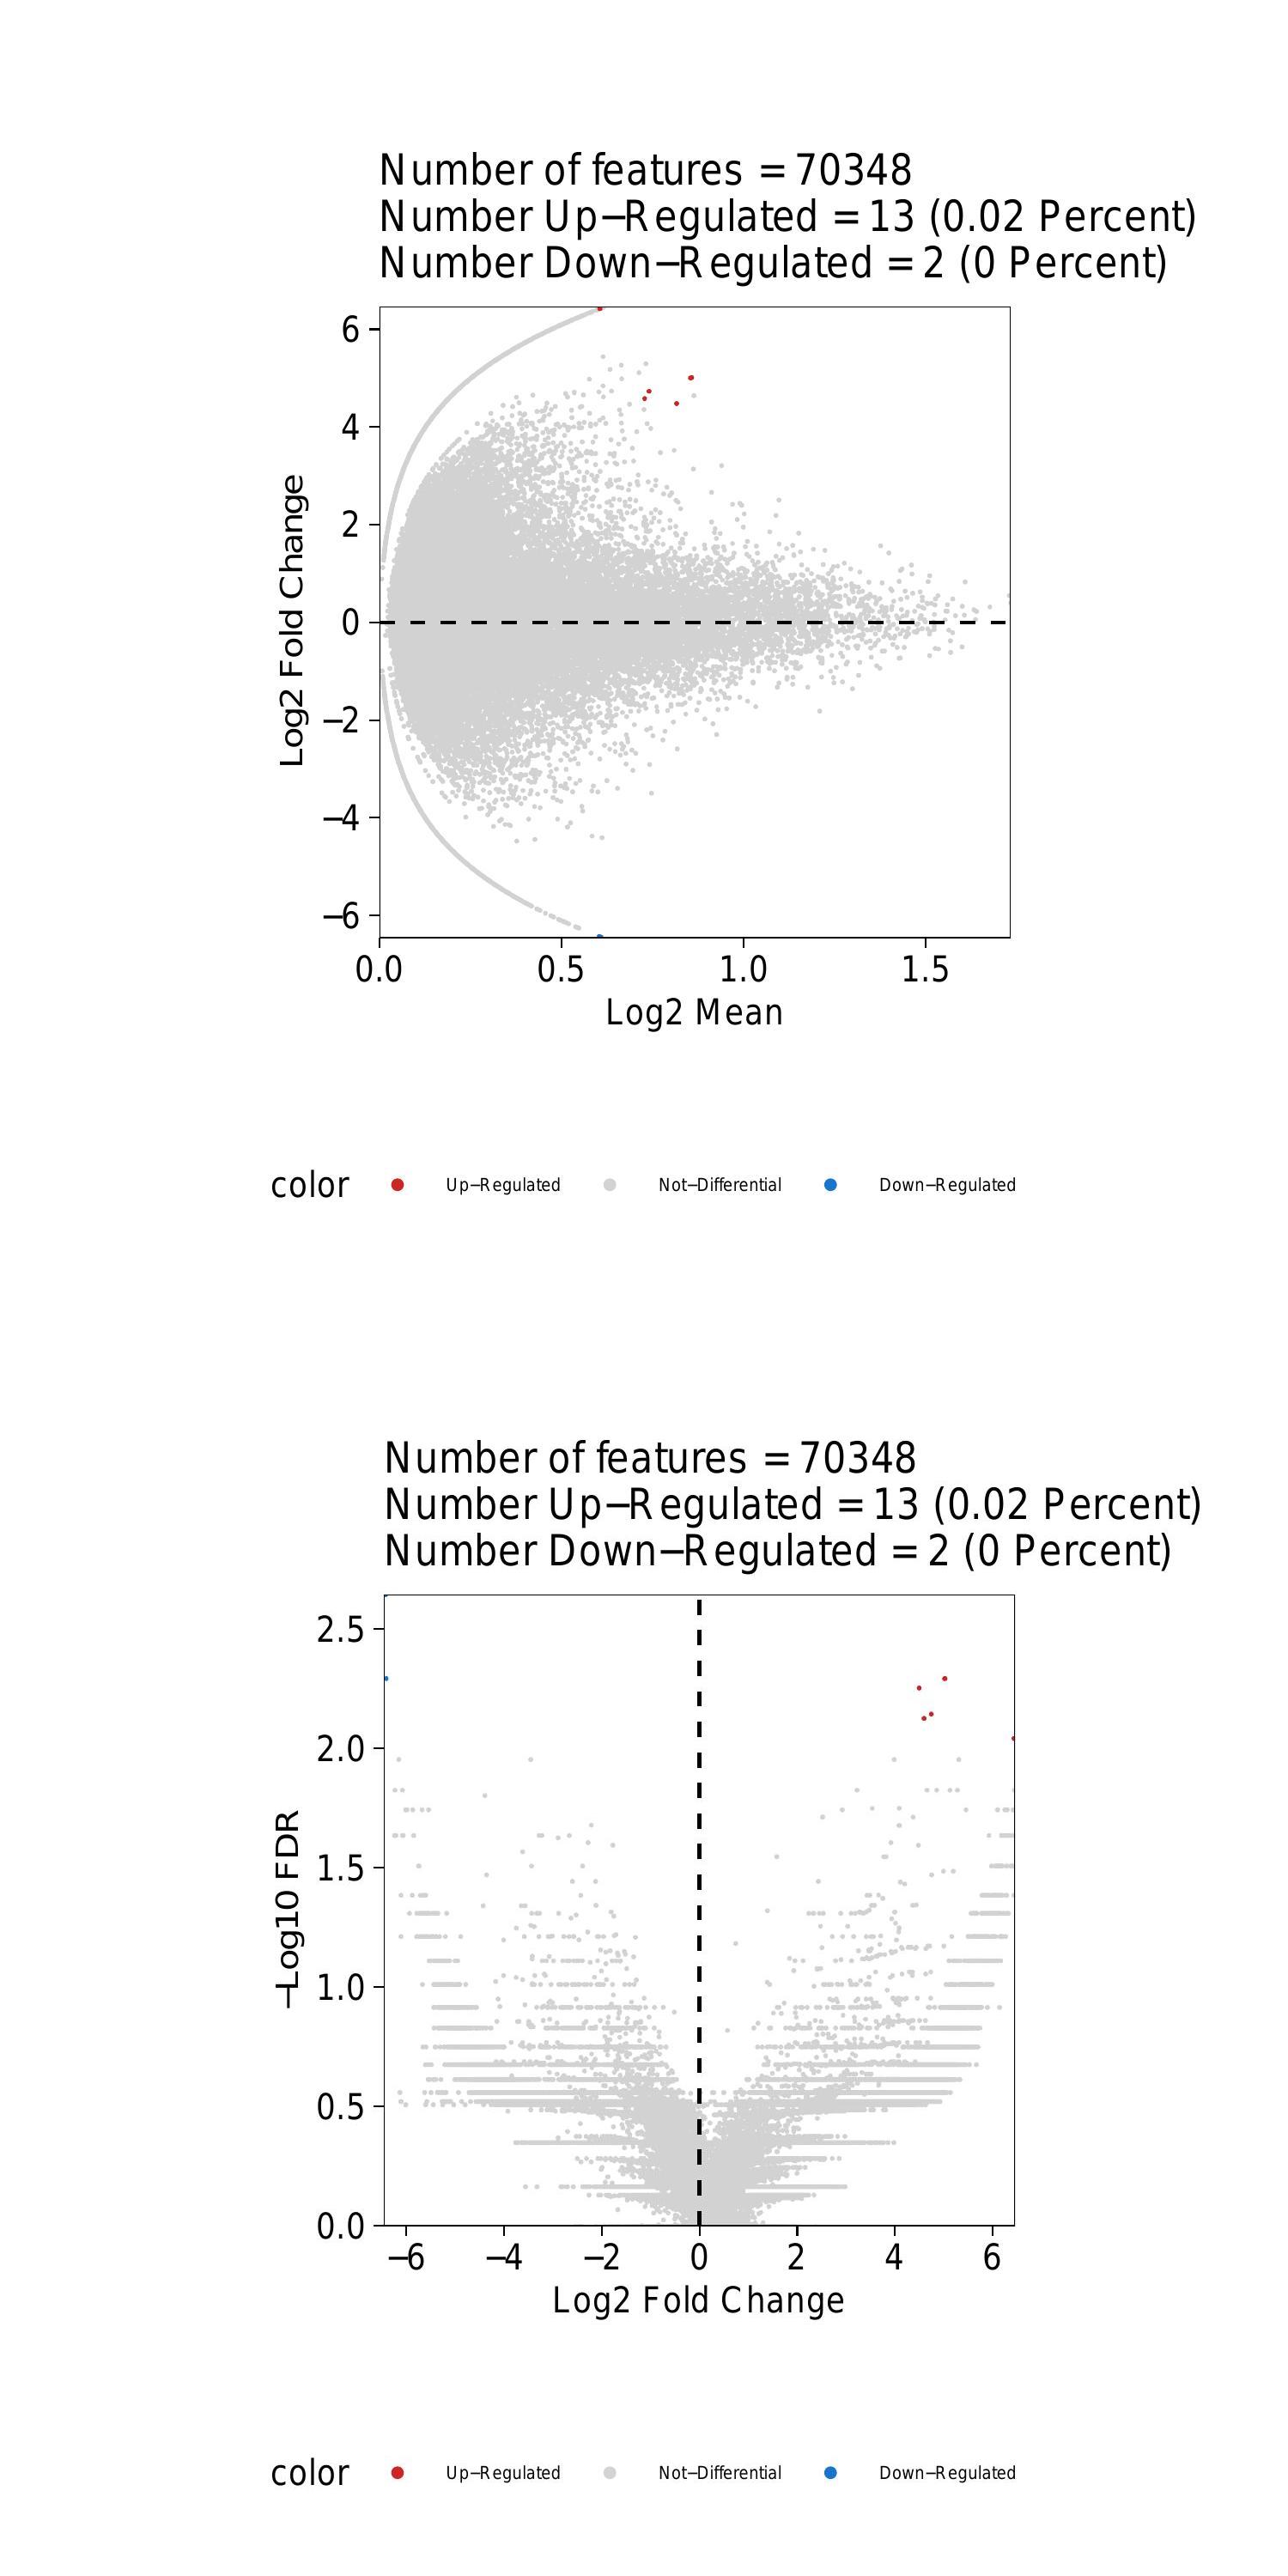 Number of features = 70348
Number Up−Regulated = 13 (0.02 Percent)
Number Down−Regulated = 2 (0 Percent)
Log2 Fold Change
6
4
2
0
−2
−4
−6
0.0 0.5 1.0 1.5
Log2 Mean
color Up−Regulated Not−Differential Down−Regulated
Number of features = 70348
Number Up−Regulated = 13 (0.02 Percent)
Number Down−Regulated = 2 (0 Percent)
−Log10 FDR
2.5
2.0
1.5
1.0
0.5
0.0
−6 −4 −2 0 2 4 6
Log2 Fold Change
color Up−Regulated Not−Differential Down−Regulated